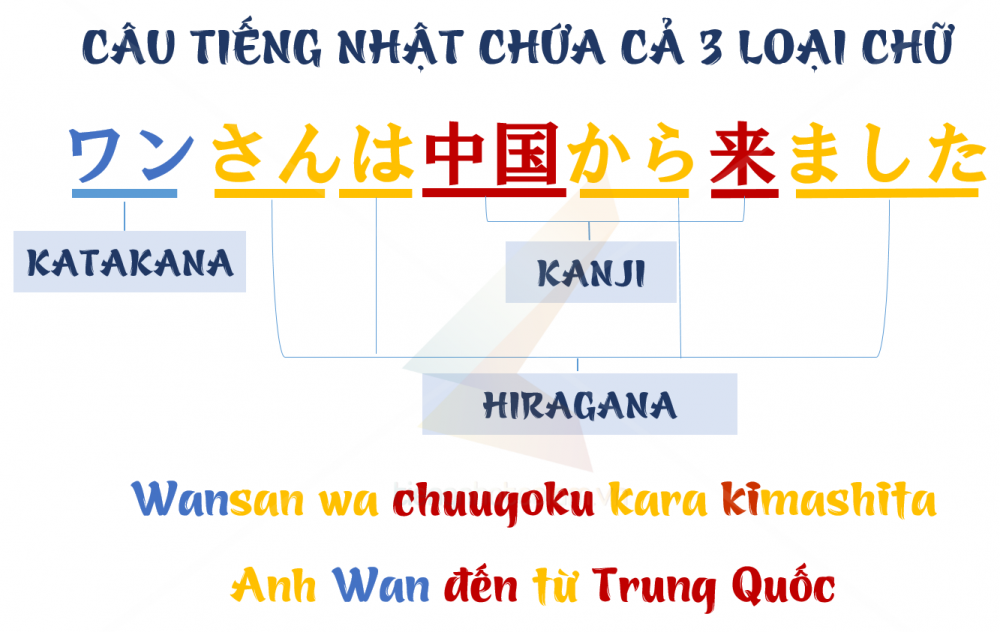 CÂU TIẾNG NHẬT CHỨA CẢ 3 LOẠI CHỮ
ワンさんは中国から来ました
KATAKANA
KANJI
HIRAGANA
Wansan wa chuugoku kara kimashita
Anh Wan đến từ Trung Quốc